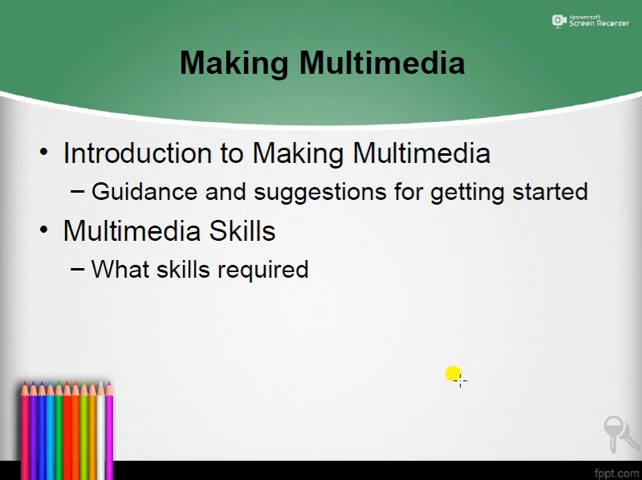 Apowersoft
Screen Recorder
Making Multimedia
• Introduction to Making Multimedia
– Guidance and suggestions for getting started
• Multimedia Skills
– What skills required
fppt.com